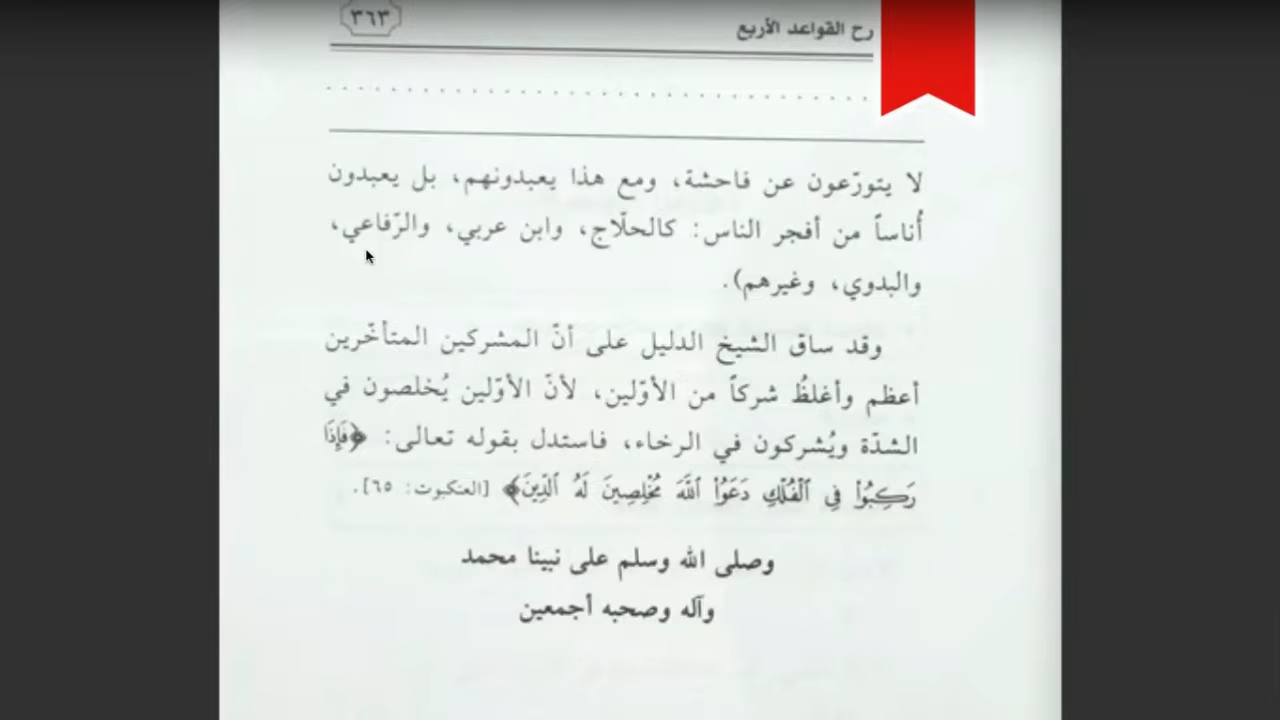 رح القواعد الأربع
٣٦٣
لا يتورّعون عن فاحشة، ومع هذا يعبدونهم، بل يعبدون
أُناساً من أفجر الناس: كالحلّاج، وابن عربي، والرّفاعي،
والبدوي، وغيرهم).
وقد ساق الشيخ الدليل على أنّ المشركين المتأخّرين
أعظم وأغلظُ شركاً من الأوّلين، لأنّ الأوّلين يُخلصون في
الشدّة ويُشركون في الرخاء، فاستدل بقوله تعالى: ﴿فَإِذَا
رَكِبُوا۟ فِى ٱلْفُلْكِ دَعَوُا۟ ٱللَّهَ مُخْلِصِينَ لَهُ ٱلدِّينَ﴾ [العنكبوت: ٦٥].
وصلى الله وسلم على نبينا محمد
وآله وصحبه أجمعين